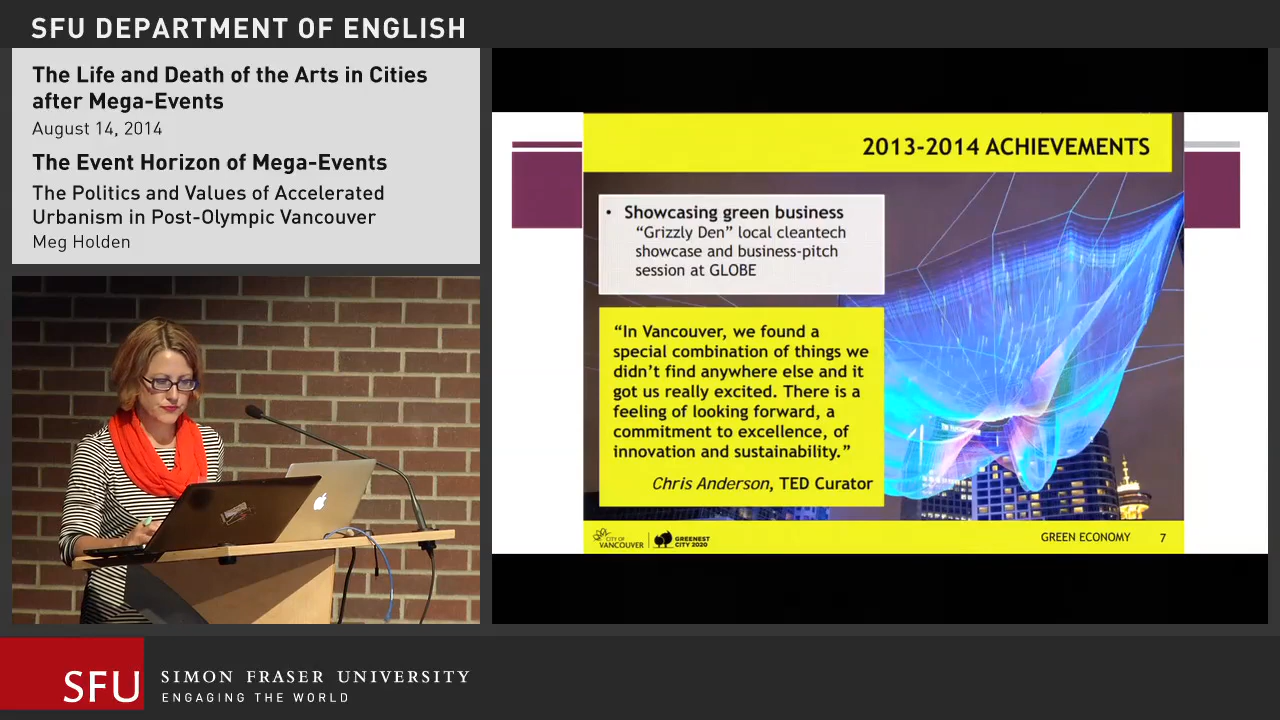 SFU DEPARTMENT OF ENGLISH
The Life and Death of the Arts in Cities
after Mega-Events
August 14, 2014
The Event Horizon of Mega-Events
The Politics and Values of Accelerated
Urbanism in Post-Olympic Vancouver
Meg Holden
2013-2014 ACHIEVEMENTS
• Showcasing green business
“Grizzly Den” local cleantech
showcase and business-pitch
session at GLOBE
“In Vancouver, we found a
special combination of things we
didn’t find anywhere else and it
got us really excited. There is a
feeling of looking forward, a
commitment to excellence, of
innovation and sustainability.”
Chris Anderson, TED Curator
CITY OF
VANCOUVER
GREENEST
CITY 2020
GREEN ECONOMY 7
SFU
SIMON FRASER UNIVERSITY
ENGAGING THE WORLD